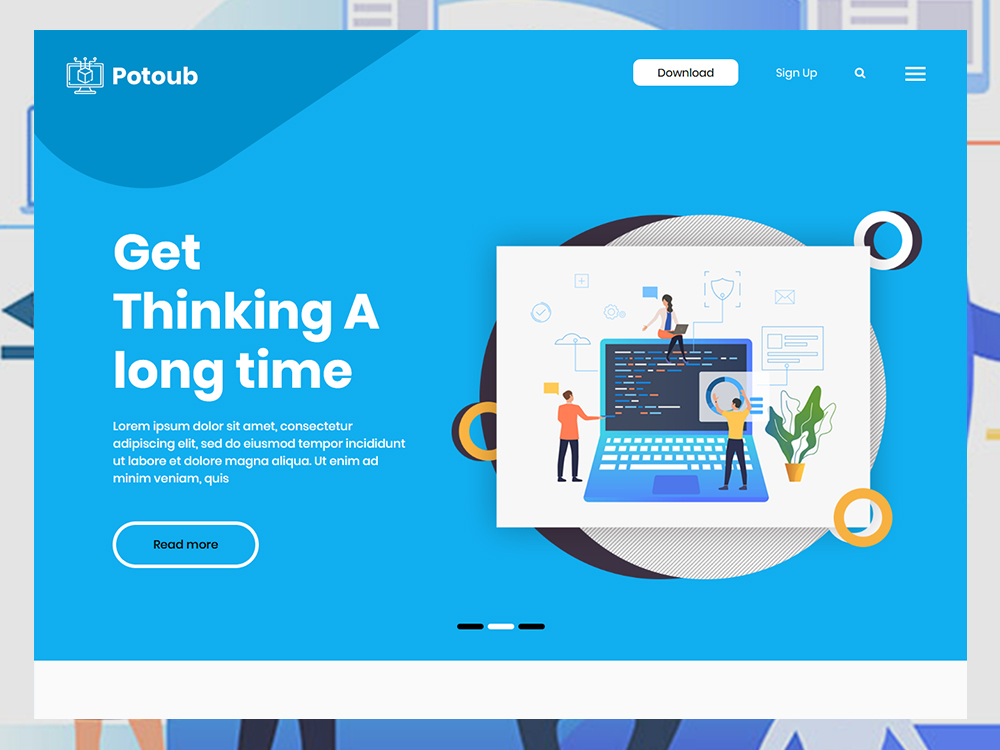 Potoub
Download
Sign Up
Get
Thinking A
long time
Lorem ipsum dolor sit amet, consectetur
adipiscing elit, sed do eiusmod tempor incididunt
ut labore et dolore magna aliqua. Ut enim ad
minim veniam, quis
Read more